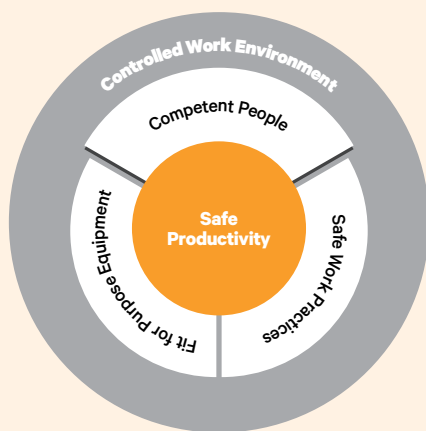 Controlled Work Environment
Competent People
Safe
Productivity
Fit for Purpose Equipment
Safe Work Practices